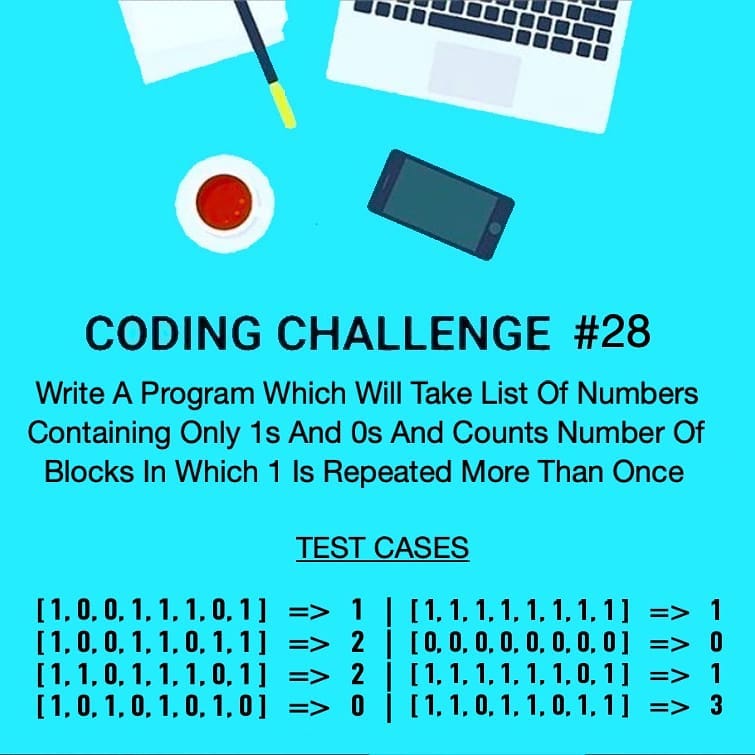 CODING CHALLENGE #28
Write A Program Which Will Take List Of Numbers
Containing Only 1s And 0s And Counts Number Of
Blocks In Which 1 Is Repeated More Than Once
TEST CASES
[1, 0, 0, 1, 1, 1, 0, 1] => 1 | [1, 1, 1, 1, 1, 1, 1, 1] => 1
[1, 0, 0, 1, 1, 0, 1, 1] => 2 | [0, 0, 0, 0, 0, 0, 0, 0] => 0
[1, 1, 0, 1, 1, 1, 0, 1] => 2 | [1, 1, 1, 1, 1, 1, 0, 1] => 1
[1, 0, 1, 0, 1, 0, 1, 0] => 0 | [1, 1, 0, 1, 1, 0, 1, 1] => 3